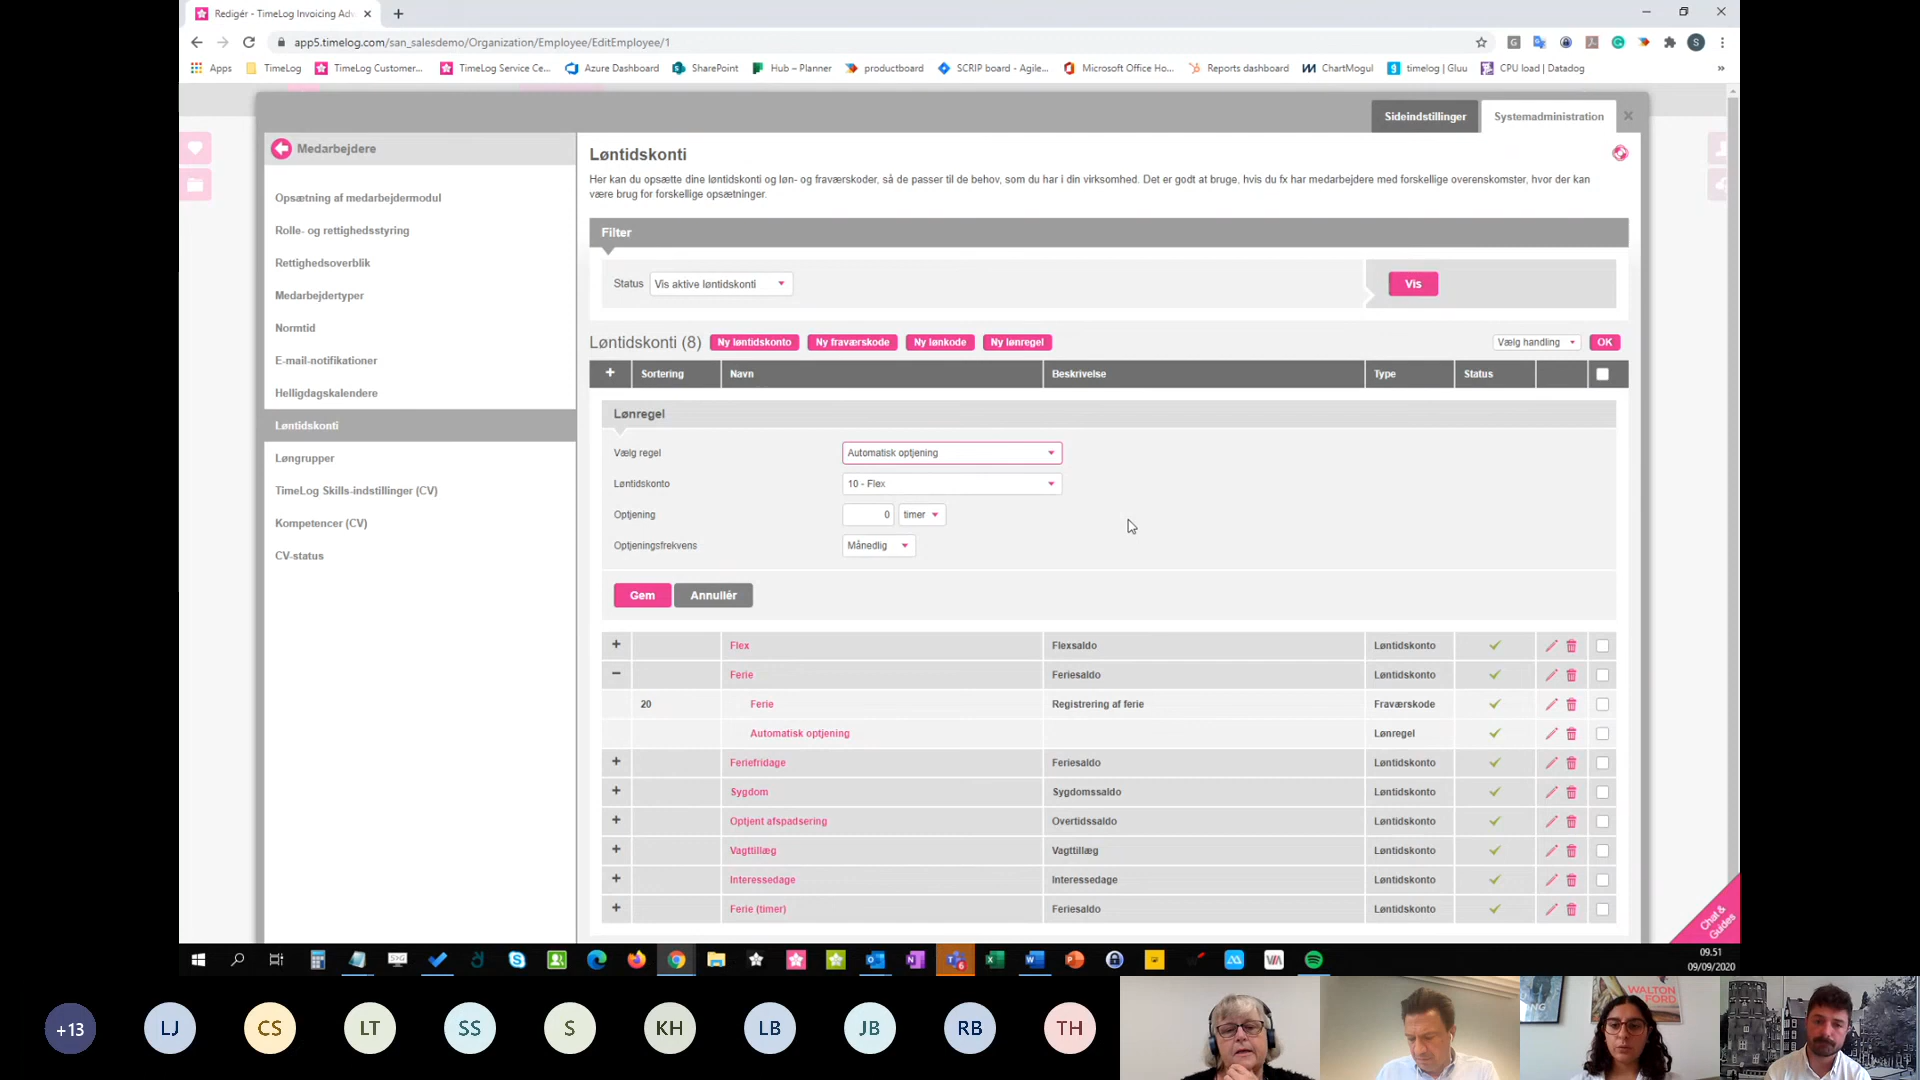 Redigér - TimeLog Invoicing Adv
app5.timelog.com/san_salesdemo/Organization/Employee/EditEmployee/1
Apps TimeLog TimeLog Customer... TimeLog Service Ce... Azure Dashboard SharePoint Hub – Planner productboard SCRIP board - Agile... Microsoft Office Ho... Reports dashboard ChartMogul timelog | Gluu CPU load | Datadog
Sideindstillinger Systemadministration
Medarbejdere
Opsætning af medarbejdermodul
Rolle- og rettighedsstyring
Rettighedsoverblik
Medarbejdertyper
Normtid
E-mail-notifikationer
Helligdagskalendere
Løntidskonti
Løngrupper
TimeLog Skills-indstillinger (CV)
Kompetencer (CV)
CV-status
Løntidskonti
Her kan du opsætte dine løntidskonti og løn- og fraværskoder, så de passer til de behov, som du har i din virksomhed. Det er godt at bruge, hvis du fx har medarbejdere med forskellige overenskomster, hvor der kan
være brug for forskellige opsætninger.
Filter
Status Vis aktive løntidskonti Vis
Løntidskonti (8) Ny løntidskonto Ny fraværskode Ny lønkode Ny lønregel Vælg handling OK
+ Sortering Navn Beskrivelse Type Status
Lønregel
Vælg regel Automatisk optjening
Løntidskonto 10 - Flex
Optjening 0 timer
Optjeningsfrekvens Månedlig
Gem Annullér
+ Flex Flexsaldo Løntidskonto
− Ferie Feriesaldo Løntidskonto
20 Ferie Registrering af ferie Fraværskode
Automatisk optjening Lønregel
+ Feriefridage Feriesaldo Løntidskonto
+ Sygdom Sygdomssaldo Løntidskonto
+ Optjent afspadsering Overtidssaldo Løntidskonto
+ Vagttillæg Vagttillæg Løntidskonto
+ Interessedage Interessedage Løntidskonto
+ Ferie (timer) Feriesaldo Løntidskonto
Chat &
Guides
09.51
09/09/2020
+13 LJ CS LT SS S KH LB JB RB TH
WALTON
FORD